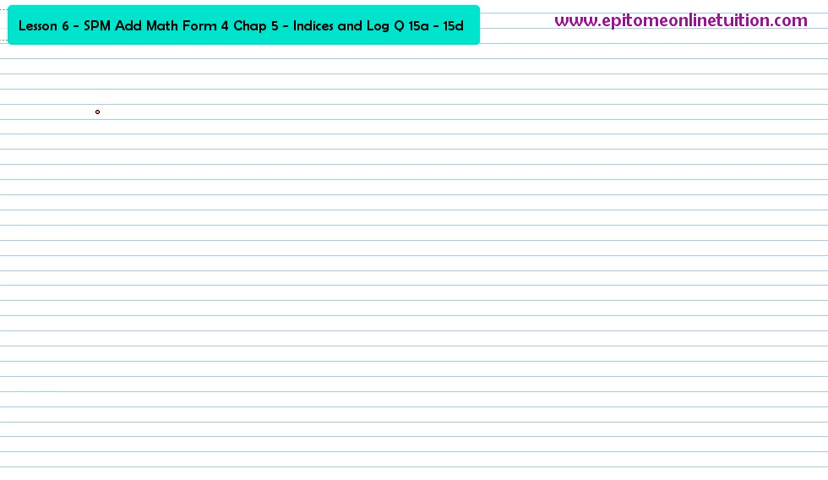 Lesson 6 - SPM Add Math Form 4 Chap 5 - Indices and Log Q 15a - 15d
www.epitomeonlinetuition.com